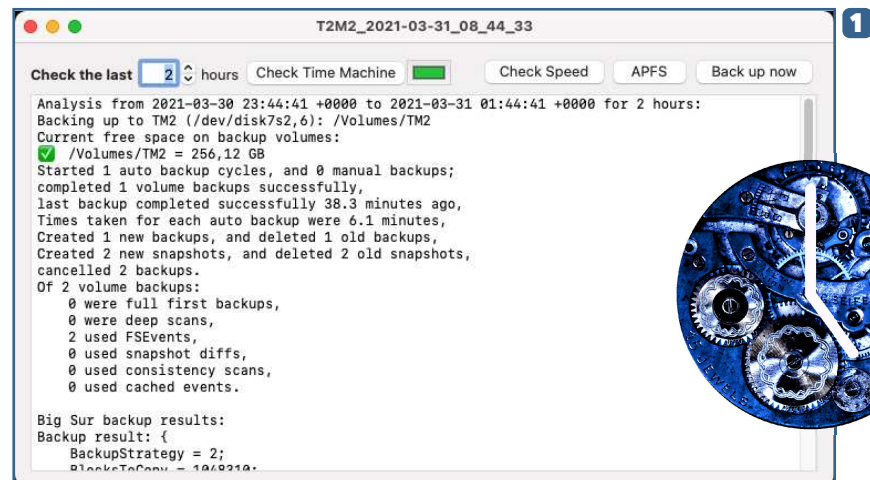 T2M2_2021-03-31_08_44_33
1
Check the last 2 hours Check Time Machine Check Speed APFS Back up now
Analysis from 2021-03-30 23:44:41 +0000 to 2021-03-31 01:44:41 +0000 for 2 hours:
Backing up to TM2 (/dev/disk7s2,6): /Volumes/TM2
Current free space on backup volumes:
✅ /Volumes/TM2 = 256,12 GB
Started 1 auto backup cycles, and 0 manual backups;
completed 1 volume backups successfully,
last backup completed successfully 38.3 minutes ago,
Times taken for each auto backup were 6.1 minutes,
Created 1 new backups, and deleted 1 old backups,
Created 2 new snapshots, and deleted 2 old snapshots,
cancelled 2 backups.
Of 2 volume backups:
0 were full first backups,
0 were deep scans,
2 used FSEvents,
0 used snapshot diffs,
0 used consistency scans,
0 used cached events.
Big Sur backup results:
Backup result: {
BackupStrategy = 2;
BlocksToCopy = 1048310;
JEWELS